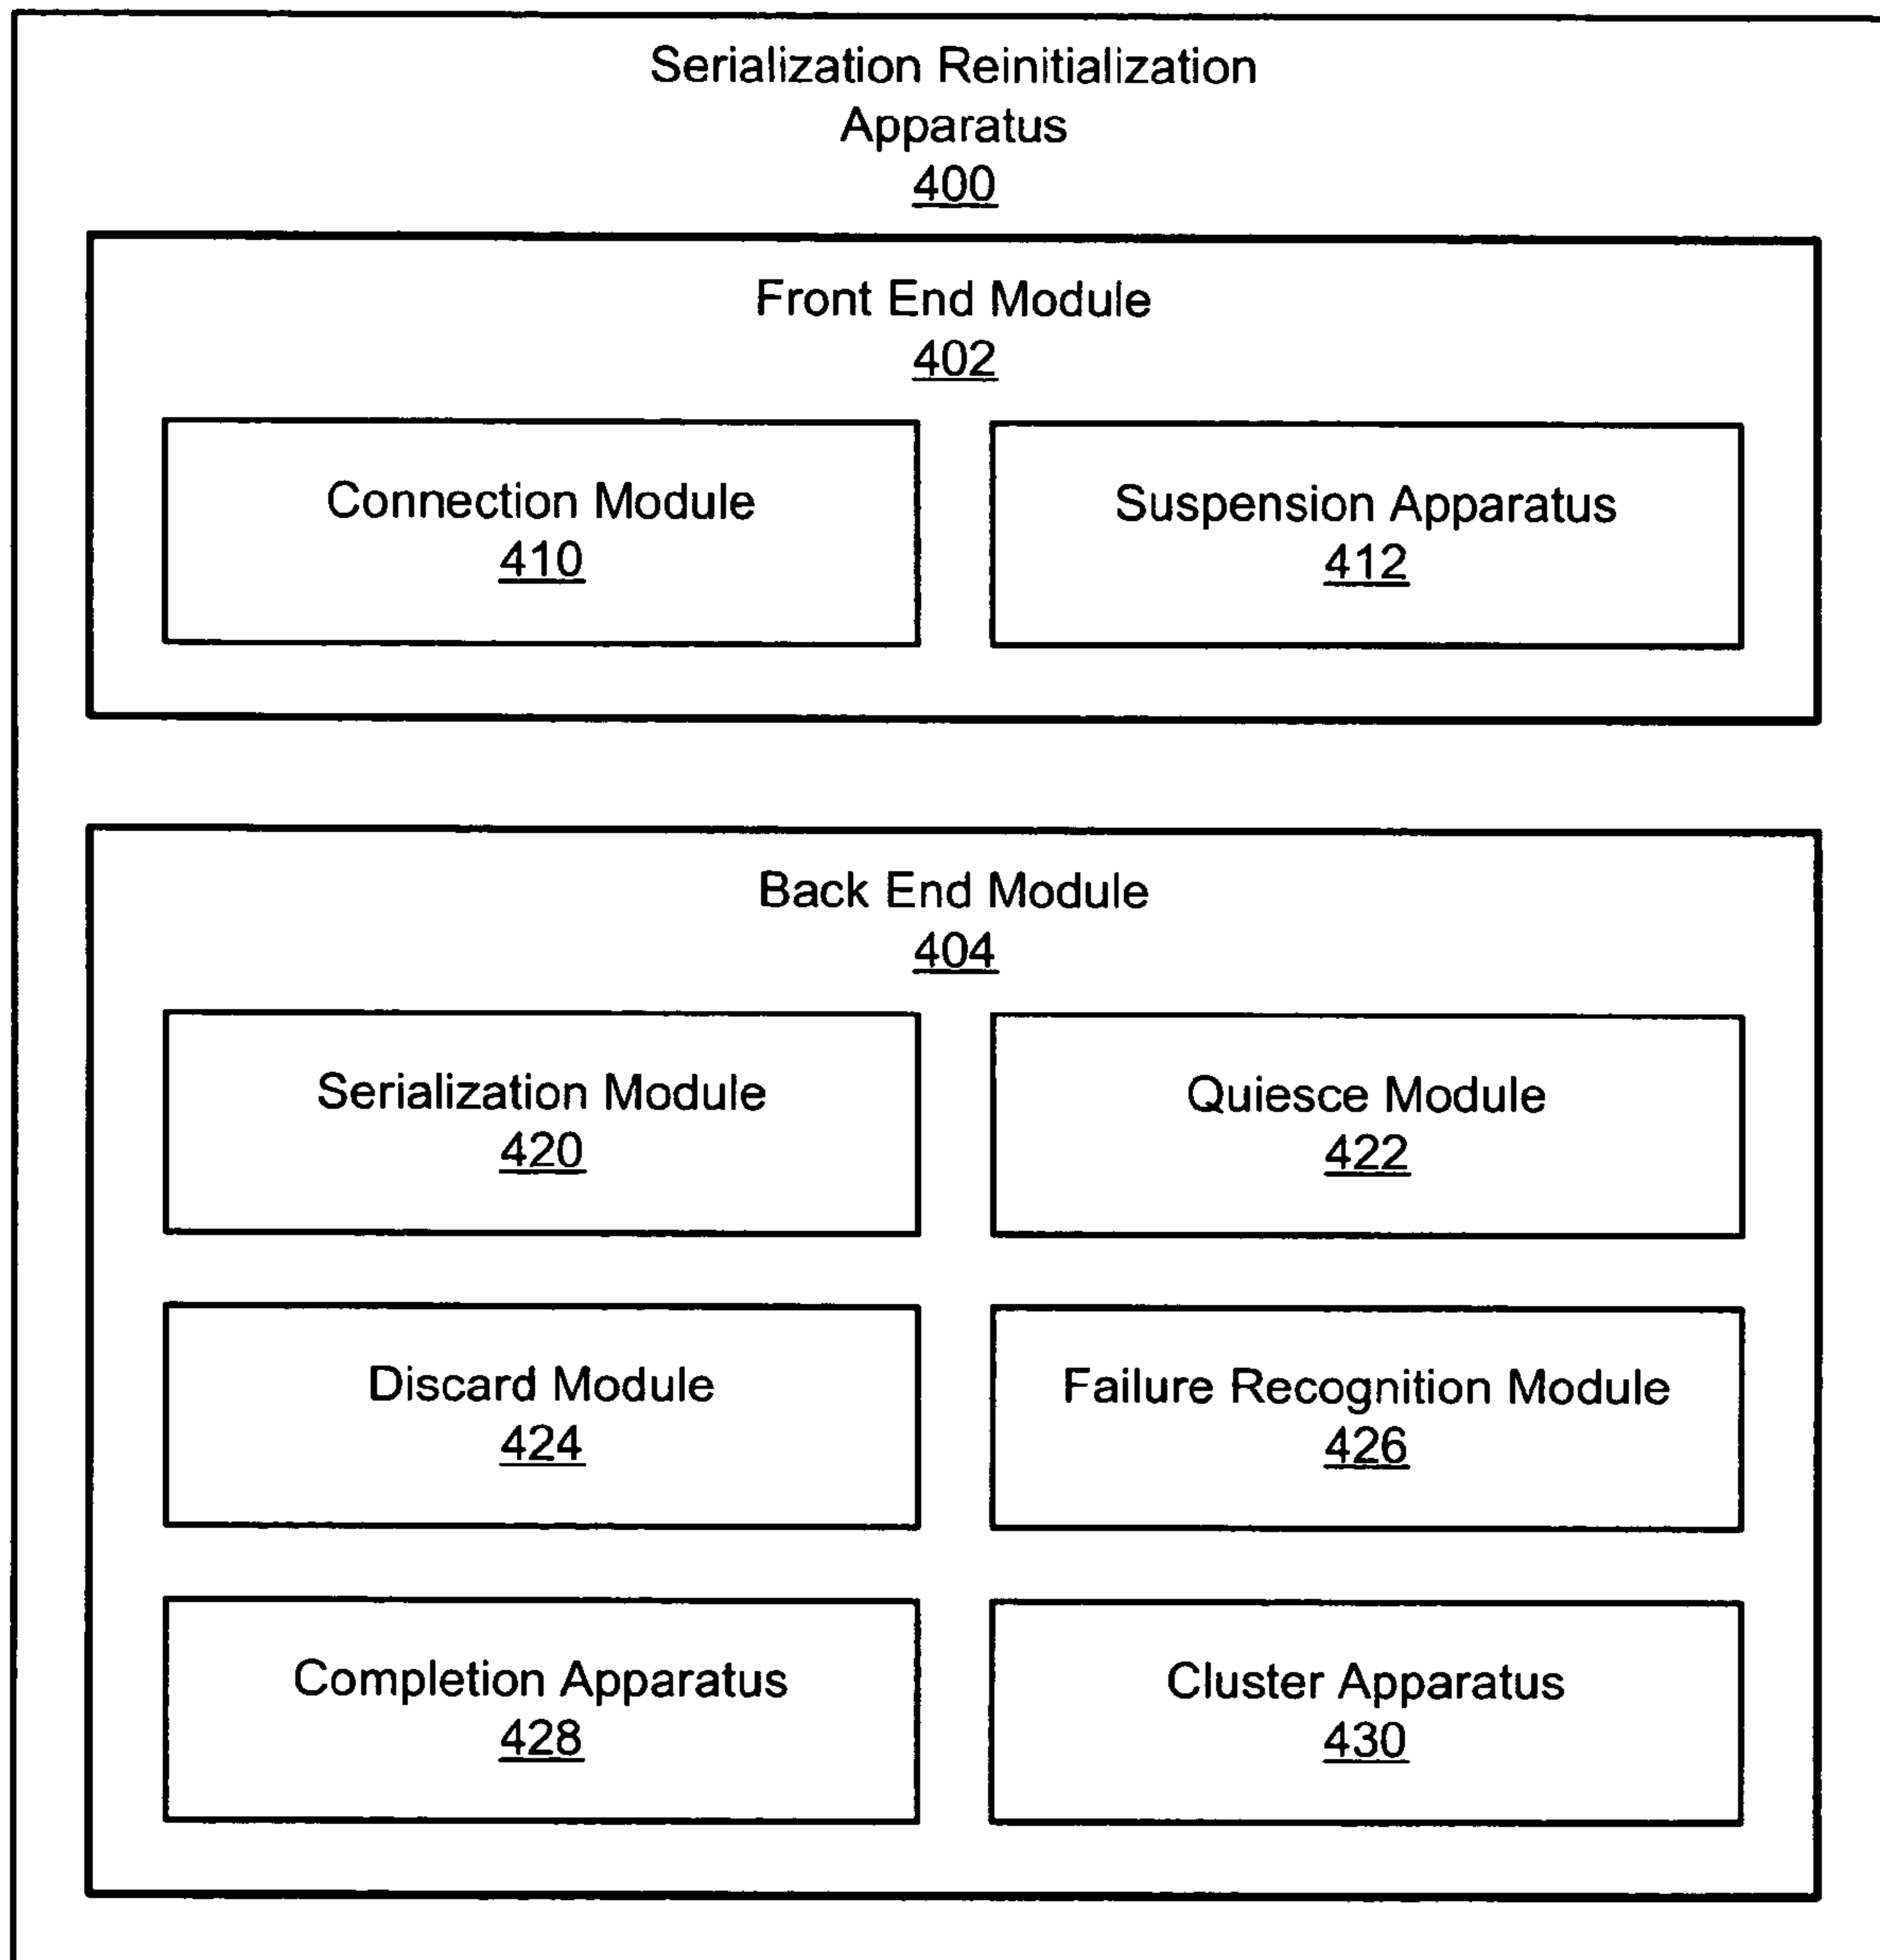 Serialization Reinitialization
Apparatus
400
Front End Module
402
Connection Module
410
Suspension Apparatus
412
Back End Module
404
Serialization Module
420
Quiesce Module
422
Discard Module
424
Failure Recognition Module
426
Completion Apparatus
428
Cluster Apparatus
430